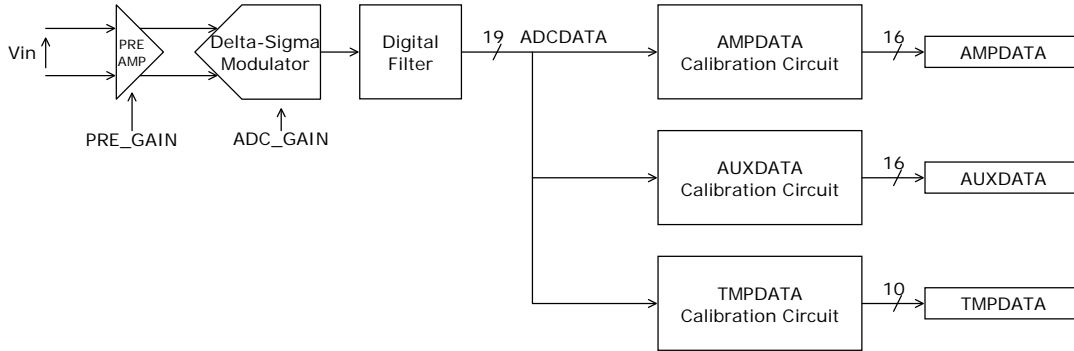 Vin
PRE
AMP
PRE_GAIN
Delta-Sigma
Modulator
ADC_GAIN
Digital
Filter
19
ADCDATA
AMPDATA
Calibration Circuit
16
AMPDATA
AUXDATA
Calibration Circuit
16
AUXDATA
TMPDATA
Calibration Circuit
10
TMPDATA